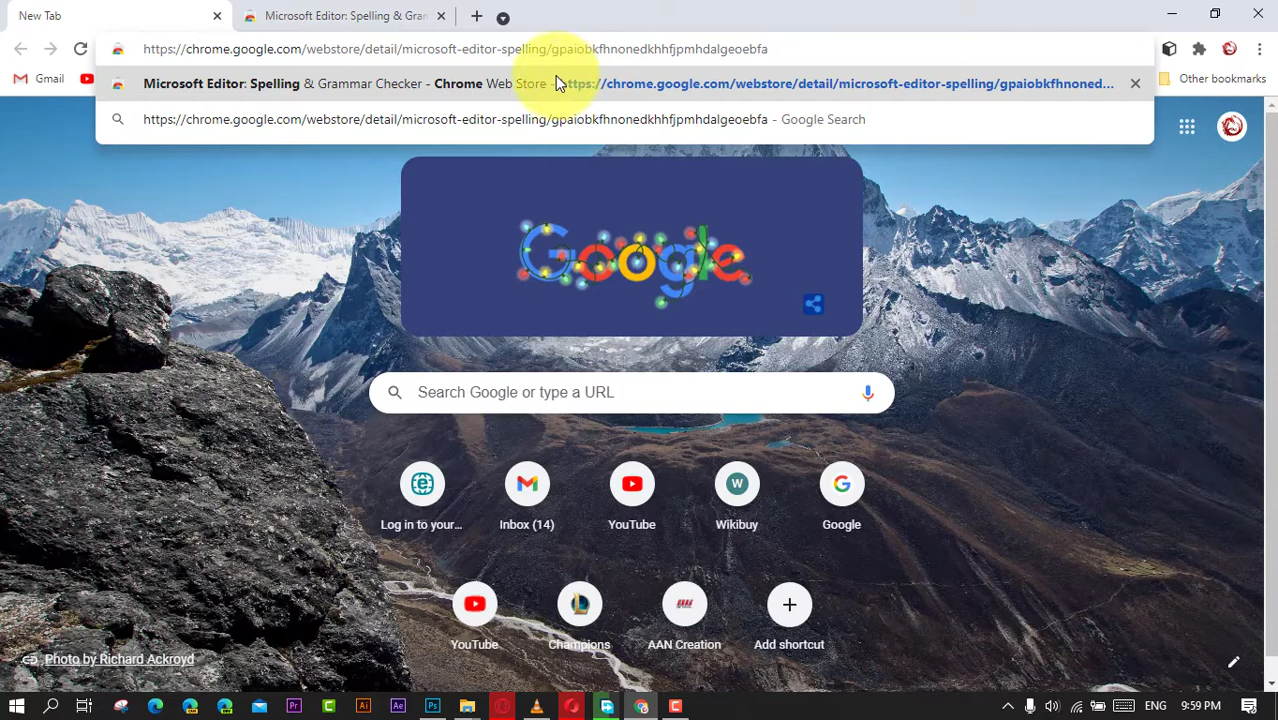 New Tab
Microsoft Editor: Spelling & Gran
https://chrome.google.com/webstore/detail/microsoft-editor-spelling/gpaiobkfhnonedkhhfjpmhdalgeoebfa
Gmail
Microsoft Editor: Spelling & Grammar Checker - Chrome Web Store - https://chrome.google.com/webstore/detail/microsoft-editor-spelling/gpaiobkfhnoned...
Other bookmarks
https://chrome.google.com/webstore/detail/microsoft-editor-spelling/gpaiobkfhnonedkhhfjpmhdalgeoebfa - Google Search
Google
Search Google or type a URL
Log in to your...
Inbox (14)
YouTube
Wikibuy
Google
YouTube
Champions
AAN Creation
Add shortcut
Photo by Richard Ackroyd
ENG
9:59 PM